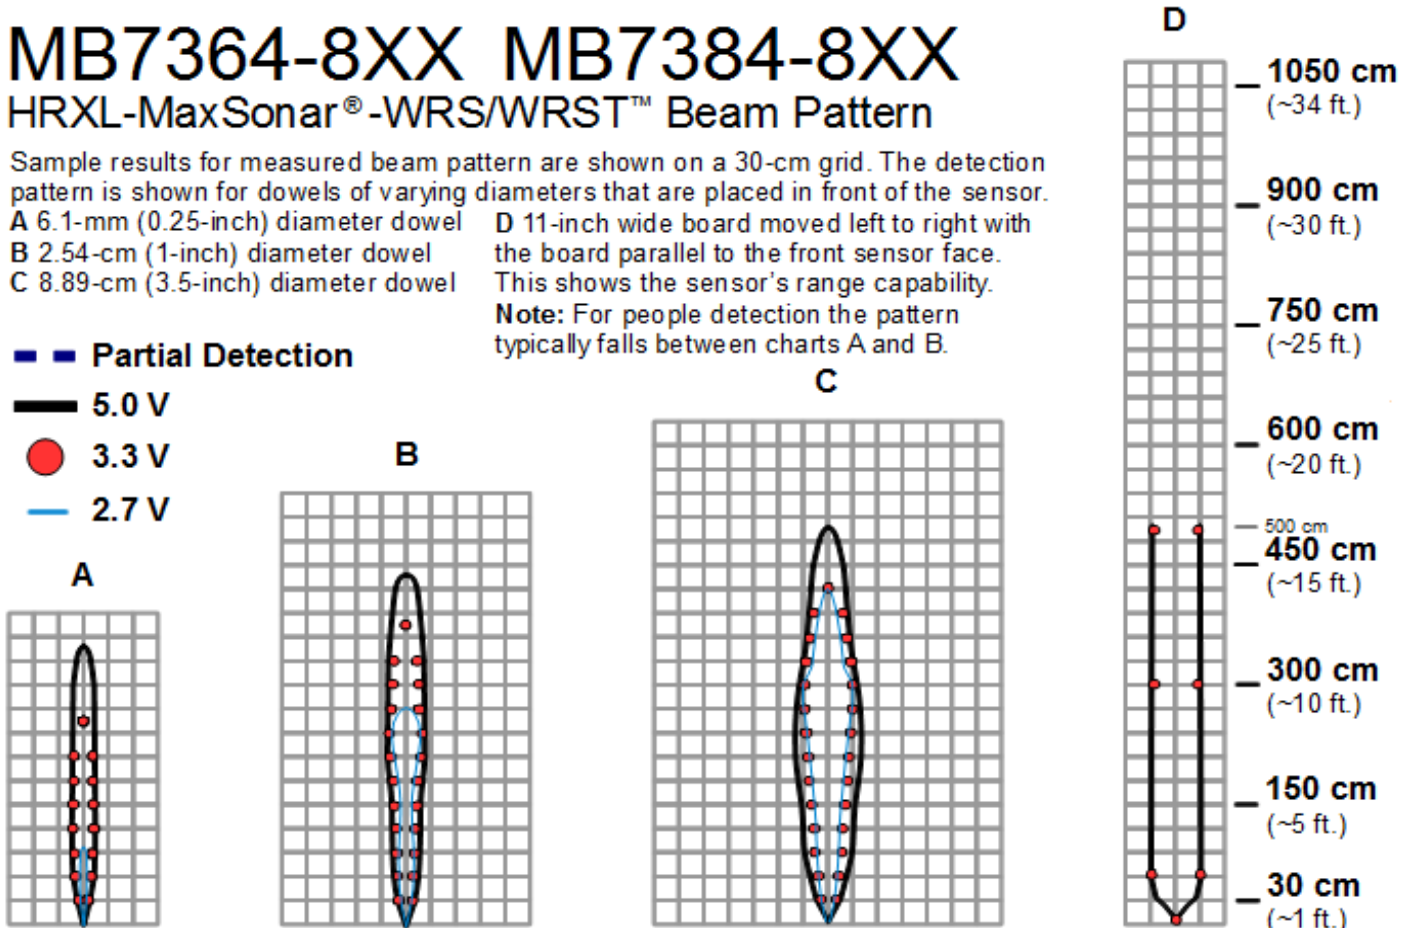 MB7364-8XX MB7384-8XX
HRXL-MaxSonar®-WRS/WRST™ Beam Pattern
Sample results for measured beam pattern are shown on a 30-cm grid. The detection
pattern is shown for dowels of varying diameters that are placed in front of the sensor.
A 6.1-mm (0.25-inch) diameter dowel
B 2.54-cm (1-inch) diameter dowel
C 8.89-cm (3.5-inch) diameter dowel
D 11-inch wide board moved left to right with
the board parallel to the front sensor face.
This shows the sensor's range capability.
Note: For people detection the pattern
typically falls between charts A and B.
Partial Detection
5.0 V
3.3 V
2.7 V
A
B
C
D
1050 cm
(~34 ft.)
900 cm
(~30 ft.)
750 cm
(~25 ft.)
600 cm
(~20 ft.)
500 cm
450 cm
(~15 ft.)
300 cm
(~10 ft.)
150 cm
(~5 ft.)
30 cm
(~1 ft.)